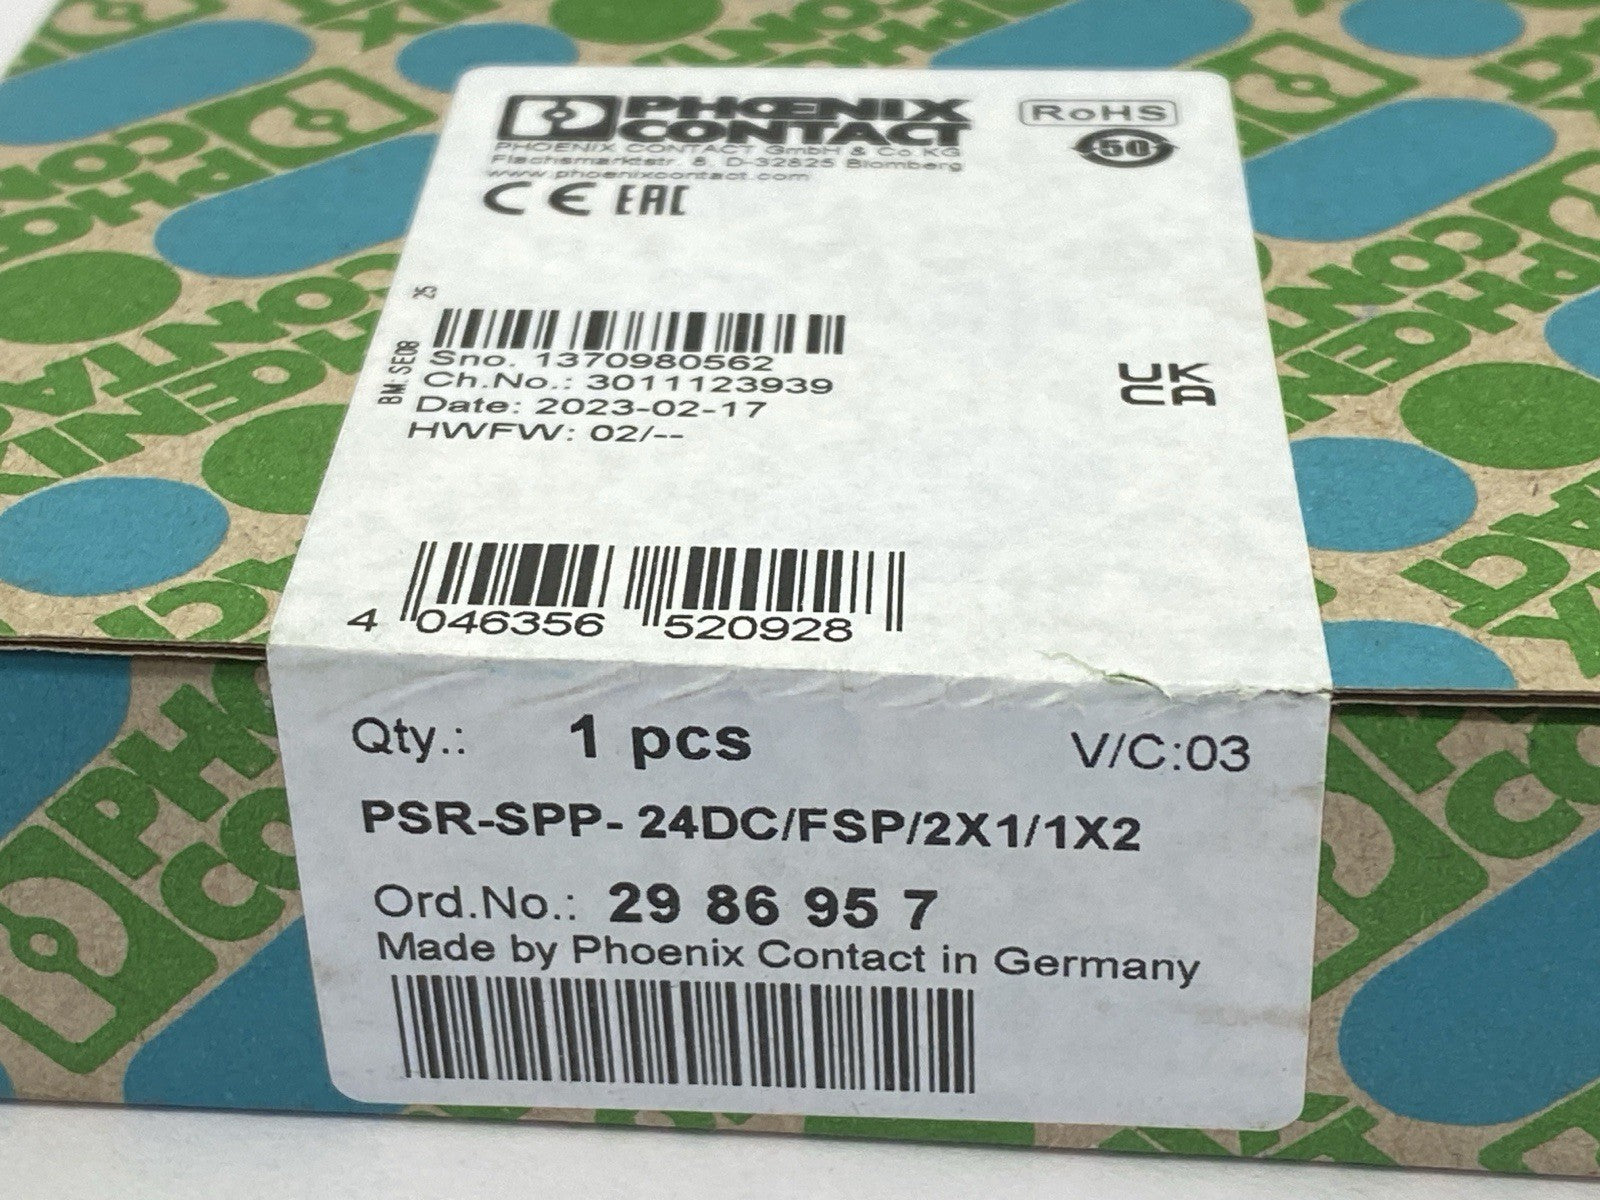 PHOENIX
CONTACT
RoHS
50
PHOENIX CONTACT GmbH & Co. KG
Flachsmarktstr. 8, D-32825 Blomberg
www.phoenixcontact.com
CE EAC
25
BM: SE08
Sno. 1370980562
Ch.No.: 3011123939
Date: 2023-02-17
HWFW: 02/--
UK
CA
4 046356 520928
Qty.: 1 pcs V/C:03
PSR-SPP- 24DC/FSP/2X1/1X2
Ord.No.: 29 86 95 7
Made by Phoenix Contact in Germany